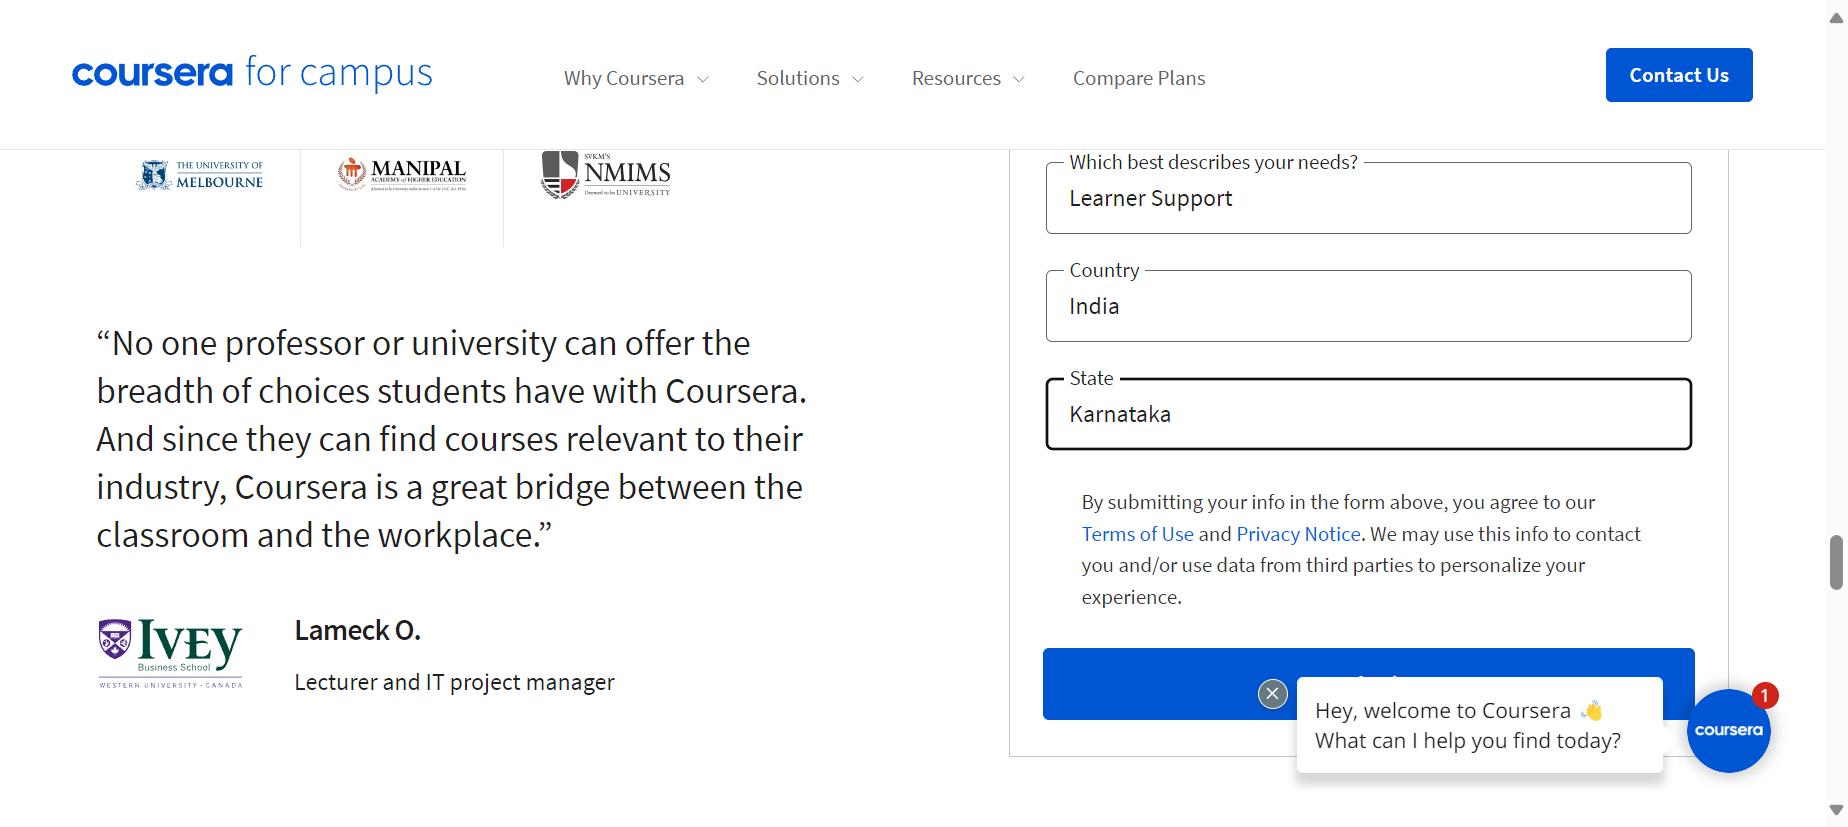 coursera for campus
Why Coursera
Solutions
Resources
Compare Plans
Contact Us
THE UNIVERSITY OF
MELBOURNE
MANIPAL
ACADEMY of HIGHER EDUCATION
SVKM'S
NMIMS
Deemed to be UNIVERSITY
“No one professor or university can offer the
breadth of choices students have with Coursera.
And since they can find courses relevant to their
industry, Coursera is a great bridge between the
classroom and the workplace.”
IVEY
Business School
WESTERN UNIVERSITY · CANADA
Lameck O.
Lecturer and IT project manager
Which best describes your needs?
Learner Support
Country
India
State
Karnataka
By submitting your info in the form above, you agree to our
Terms of Use and Privacy Notice. We may use this info to contact
you and/or use data from third parties to personalize your
experience.
Hey, welcome to Coursera 👋
What can I help you find today?
1
coursera